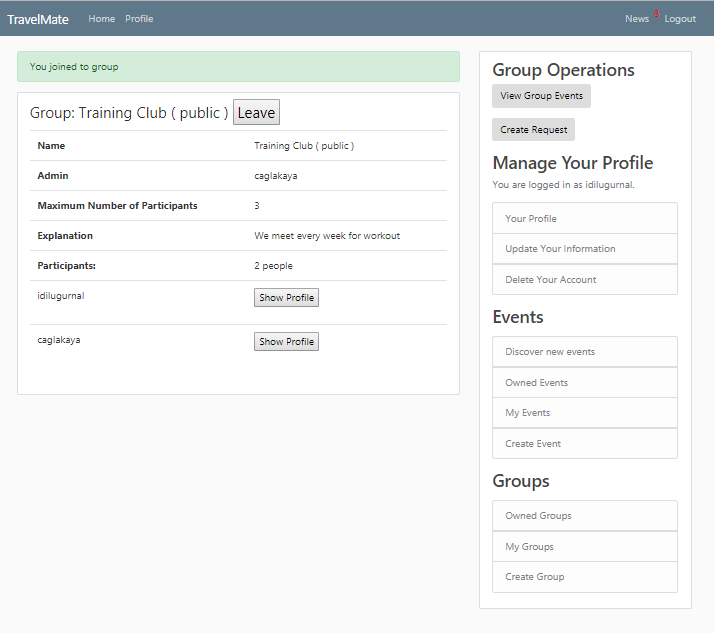 TravelMate Home Profile News 3 Logout
You joined to group
Group: Training Club ( public ) Leave
Name Training Club ( public )
Admin caglakaya
Maximum Number of Participants 3
Explanation We meet every week for workout
Participants: 2 people
idilugurnal Show Profile
caglakaya Show Profile
Group Operations
View Group Events
Create Request
Manage Your Profile
You are logged in as idilugurnal.
Your Profile
Update Your Information
Delete Your Account
Events
Discover new events
Owned Events
My Events
Create Event
Groups
Owned Groups
My Groups
Create Group